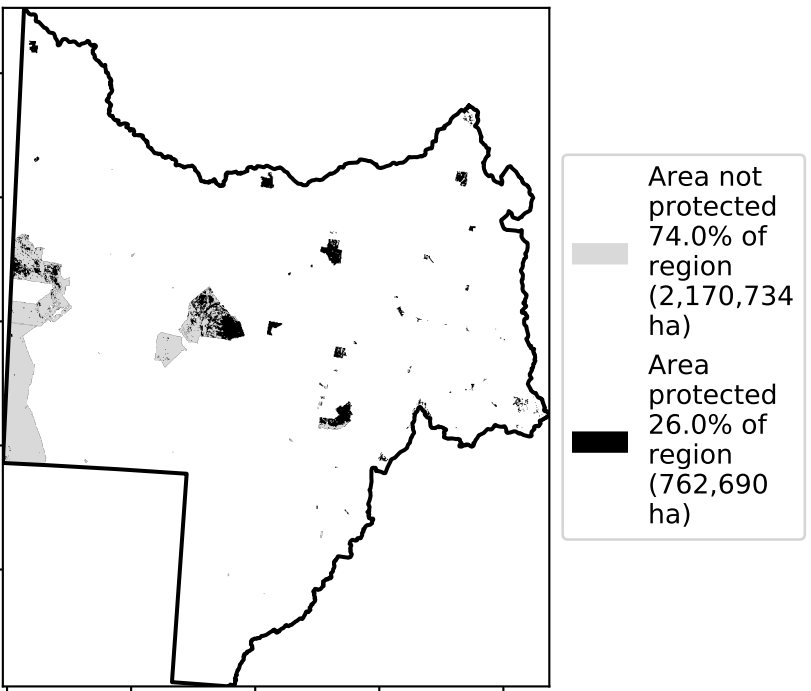 Area not
protected
74.0% of
region
(2,170,734
ha)
Area
protected
26.0% of
region
(762,690
ha)